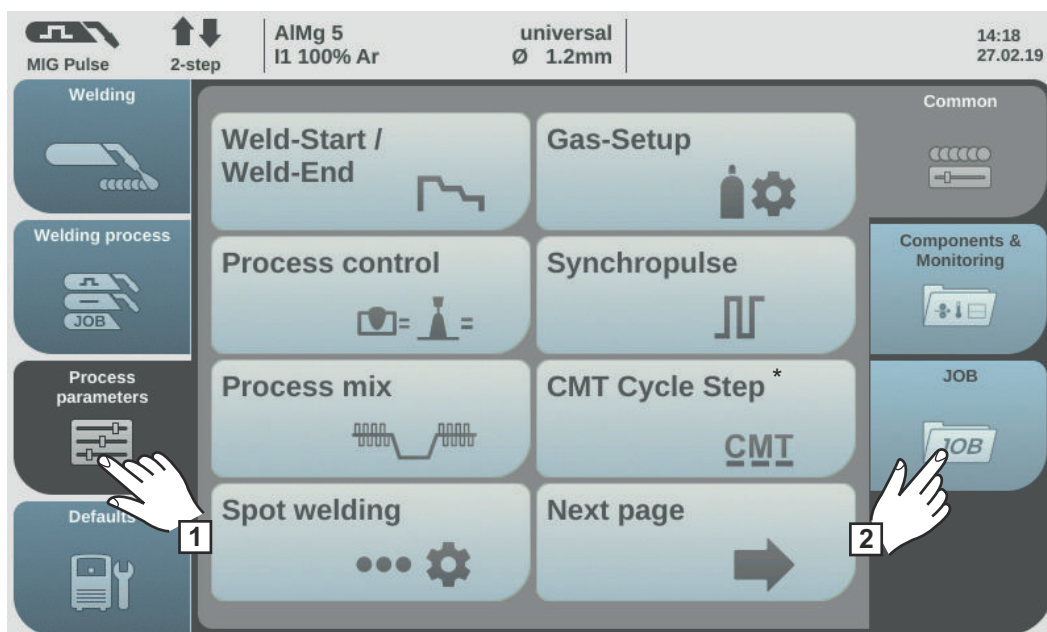 MIG Pulse
2-step
AlMg 5
I1 100% Ar
universal
Ø 1.2mm
14:18
27.02.19
Welding
Welding process
JOB
Process
parameters
Defaults
1
Weld-Start /
Weld-End
Gas-Setup
Process control
= =
Synchropulse
Process mix
CMT Cycle Step *
CMT
Spot welding
Next page
Common
Components &
Monitoring
JOB
JOB
2